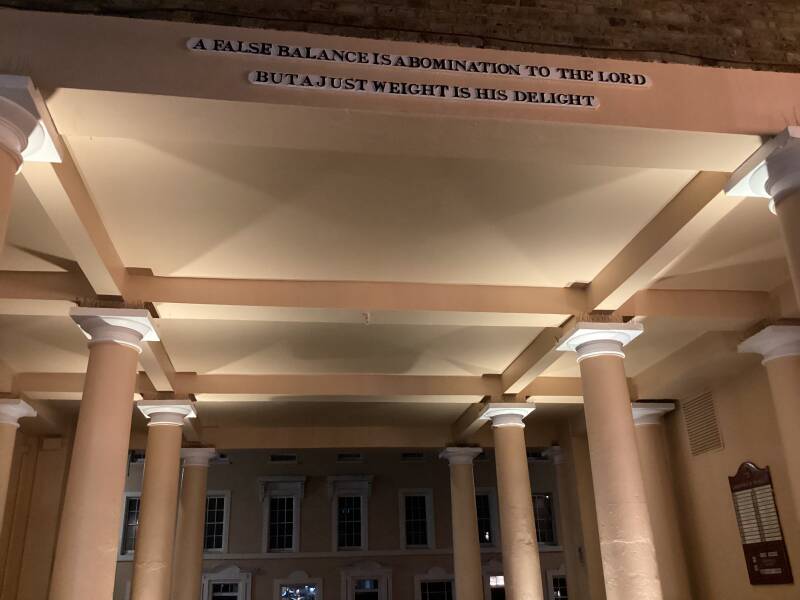 A FALSE BALANCE IS ABOMINATION TO THE LORD
BUT A JUST WEIGHT IS HIS DELIGHT